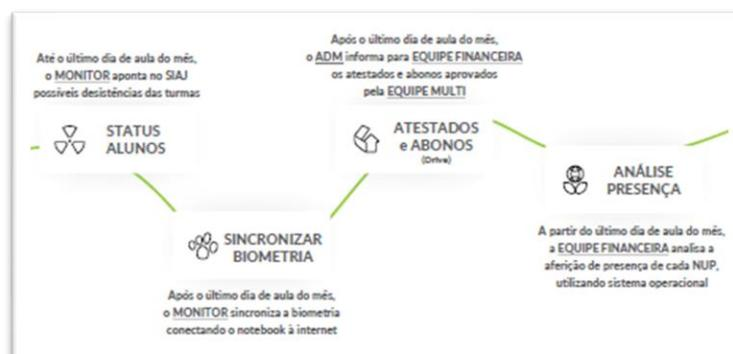 Até o último dia de aula do mês,
o MONITOR aponta no SIAJ
possíveis desistências das turmas
STATUS
ALUNOS
SINCRONIZAR
BIOMETRIA
Após o último dia de aula do mês,
o MONITOR sincroniza a biometria
conectando o notebook à internet
Após o último dia de aula do mês,
o ADM informa para EQUIPE FINANCEIRA
os atestados e abonos aprovados
pela EQUIPE MULTI
ATESTADOS
e ABONOS
(Drive)
ANÁLISE
PRESENÇA
A partir do último dia de aula do mês,
a EQUIPE FINANCEIRA analisa a
aferição de presença de cada NUP,
utilizando sistema operacional